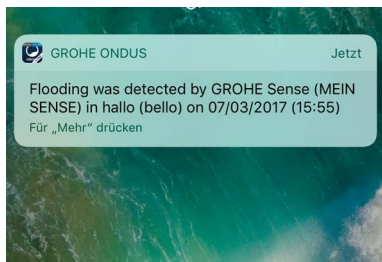 GROHE ONDUS Jetzt
Flooding was detected by GROHE Sense (MEIN
SENSE) in hallo (bello) on 07/03/2017 (15:55)
Für „Mehr“ drücken